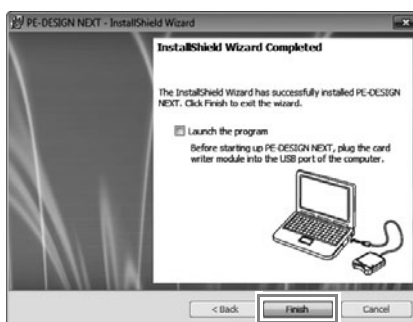 PE-DESIGN NEXT - InstallShield Wizard
InstallShield Wizard Completed
The InstallShield Wizard has successfully installed PE-DESIGN
NEXT. Click Finish to exit the wizard.
Launch the program
Before starting up PE-DESIGN NEXT, plug the card
writer module into the USB port of the computer.
< Back
Finish
Cancel